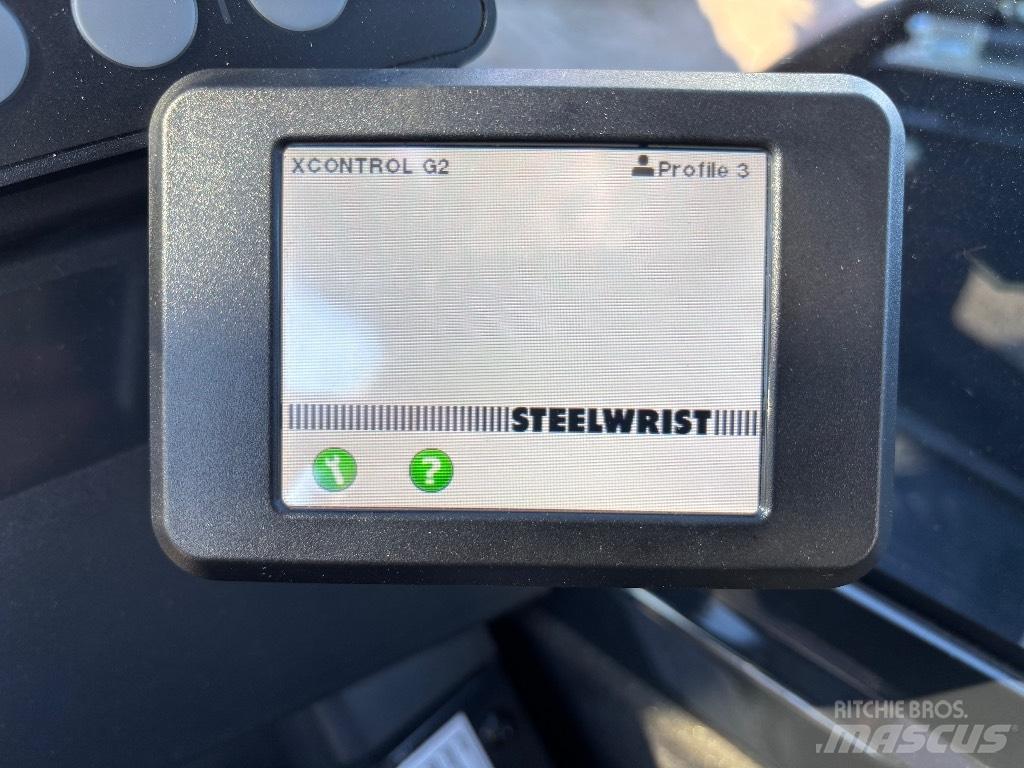 XCONTROL G2 Profile 3
STEELWRIST
?
RITCHIE BROS.
MASCUS